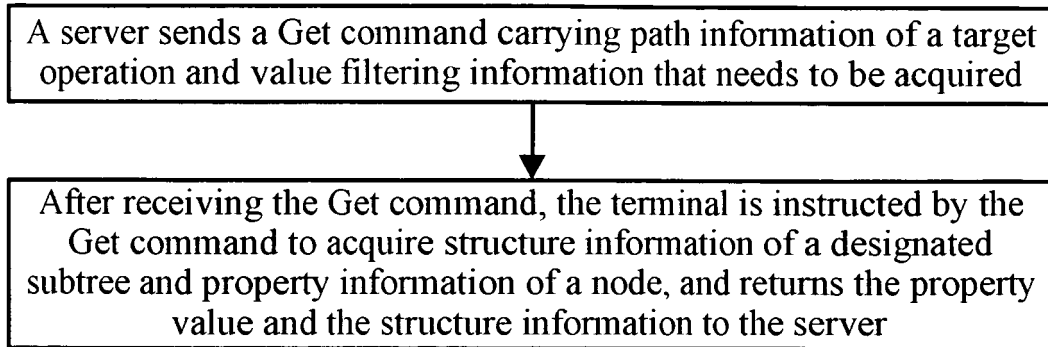 A server sends a Get command carrying path information of a target
operation and value filtering information that needs to be acquired
After receiving the Get command, the terminal is instructed by the
Get command to acquire structure information of a designated
subtree and property information of a node, and returns the property
value and the structure information to the server